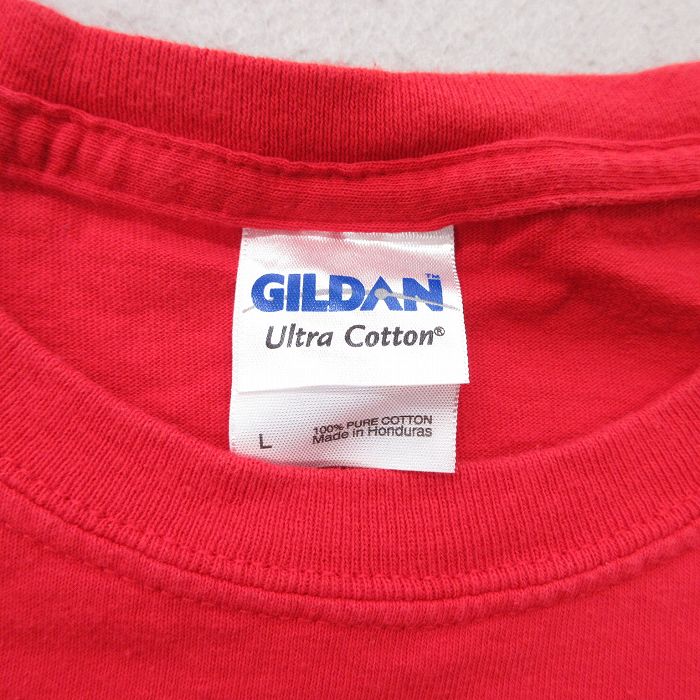 GILDAN™
Ultra Cotton®
L
100% PURE COTTON
Made in Honduras